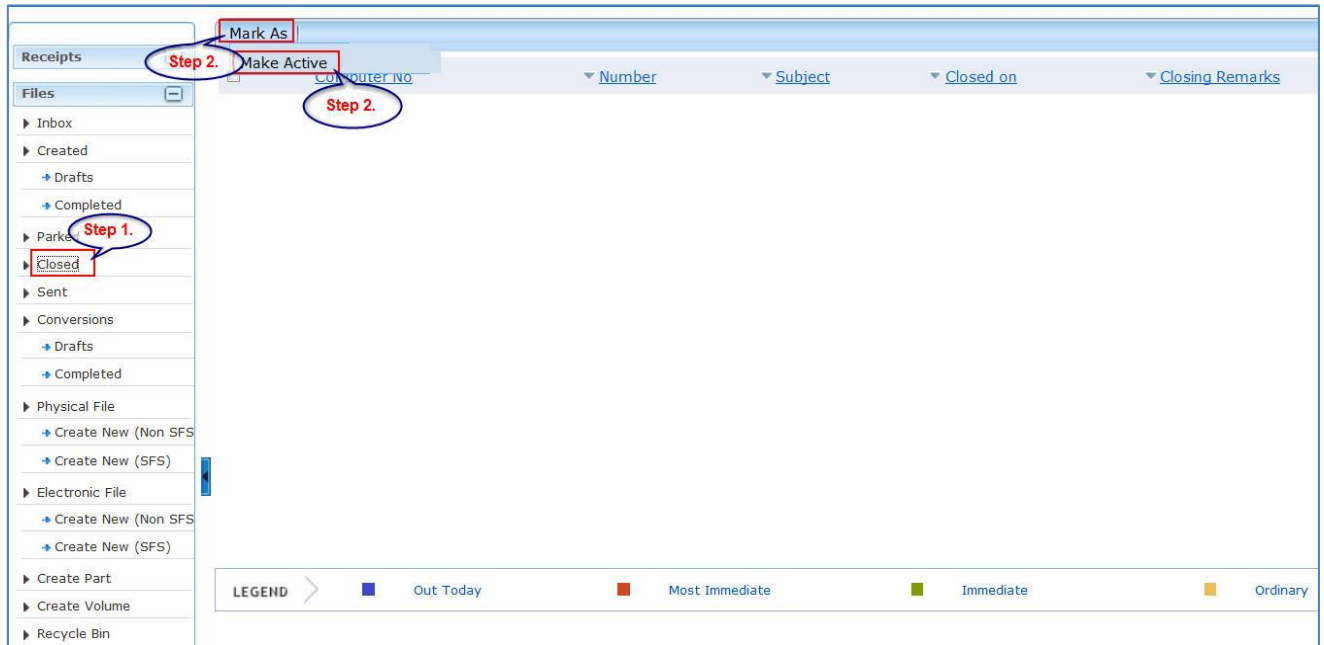 Mark As
Receipts
Step 2.
Make Active
Computer No
Number
Subject
Closed on
Closing Remarks
Files
Step 2.
Inbox
Created
Drafts
Completed
Parked
Step 1.
Closed
Sent
Conversions
Drafts
Completed
Physical File
Create New (Non SFS
Create New (SFS)
Electronic File
Create New (Non SFS
Create New (SFS)
Create Part
LEGEND Out Today Most Immediate Immediate Ordinary
Create Volume
Recycle Bin